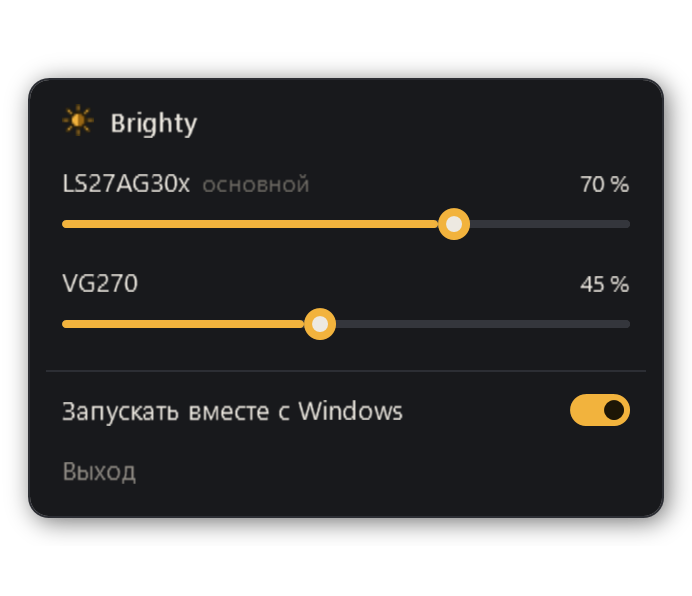 Brighty
LS27AG30x основной 70 %
VG270 45 %
Запускать вместе с Windows
Выход